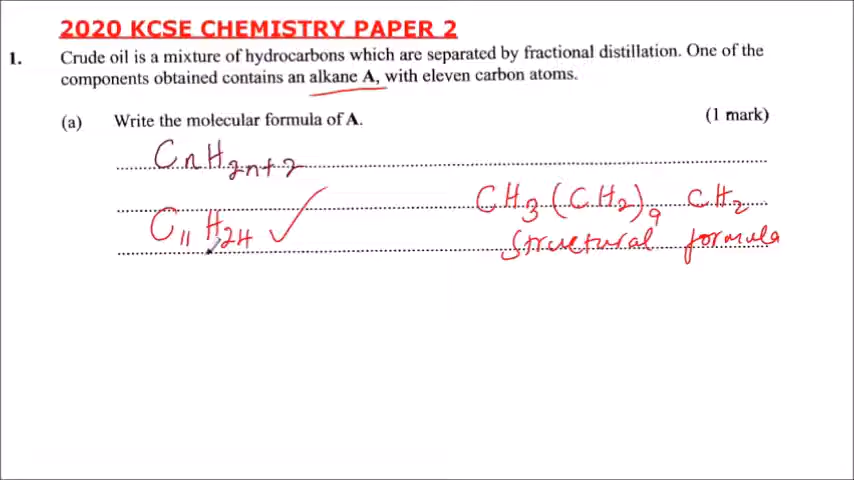 2020 KCSE CHEMISTRY PAPER 2
1. Crude oil is a mixture of hydrocarbons which are separated by fractional distillation. One of the
components obtained contains an alkane A, with eleven carbon atoms.
(a) Write the molecular formula of A. (1 mark)
CnH2n+2
CH3(CH2)9 CH2
C11H24 ✓
Structural formula